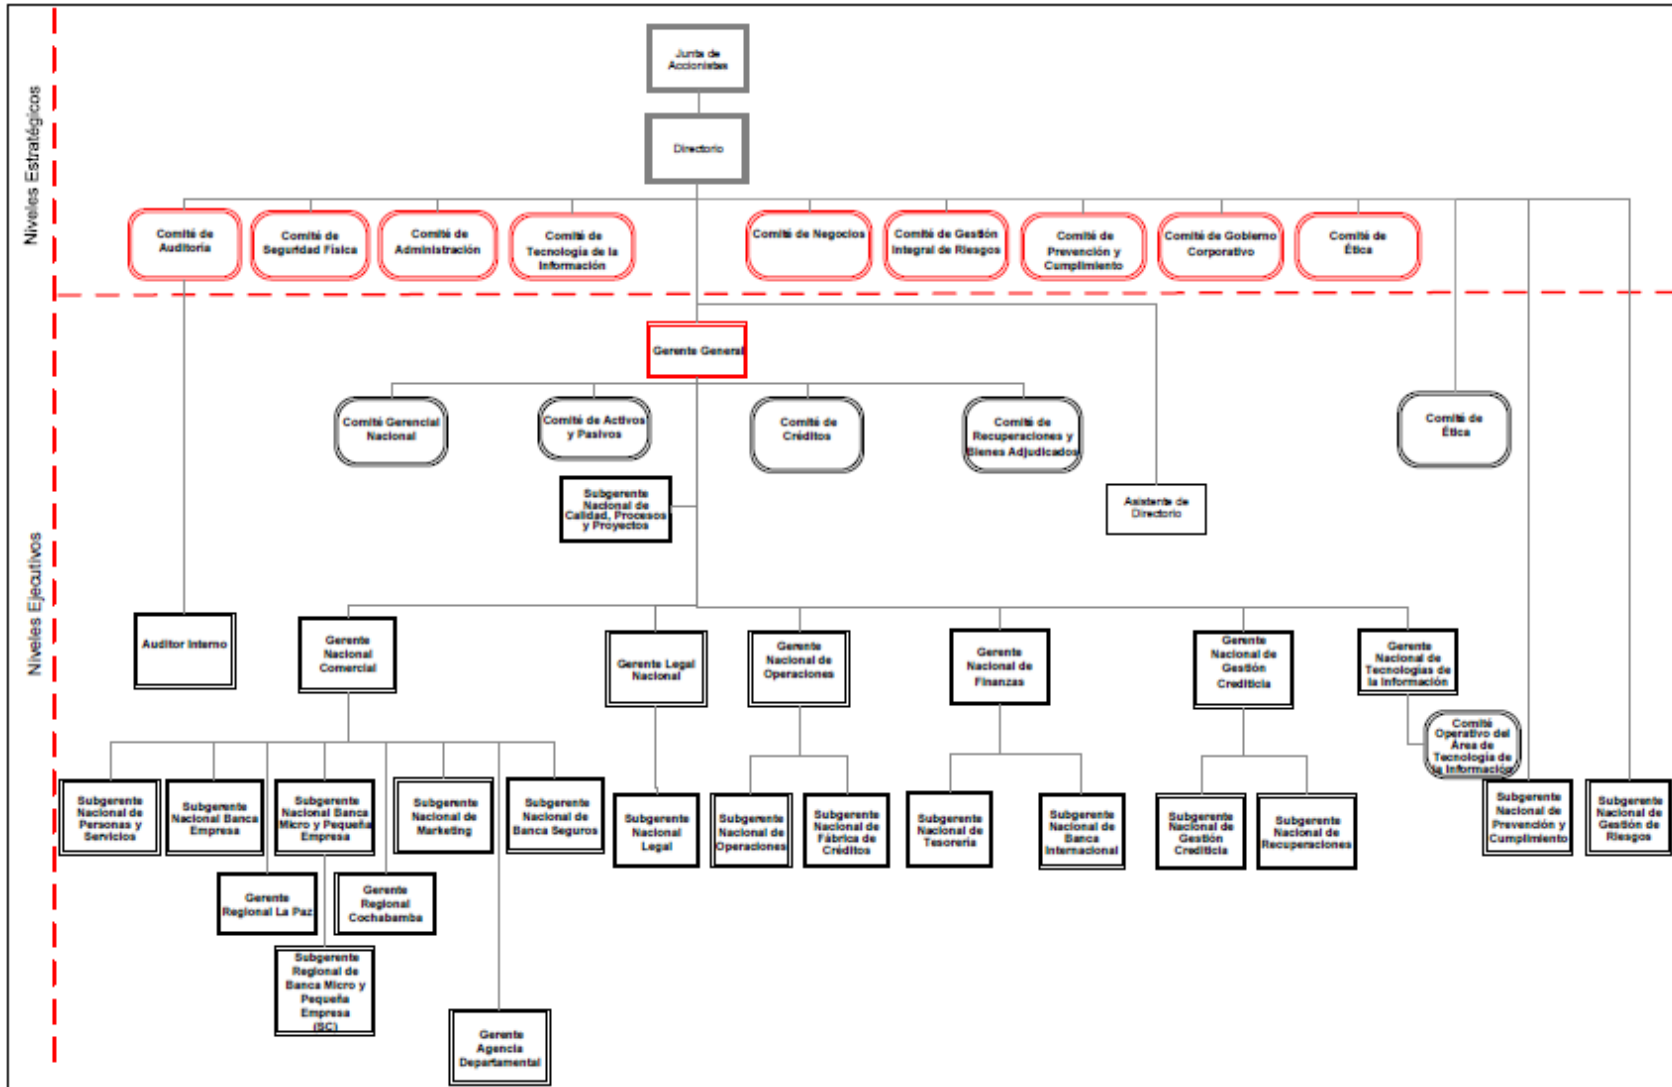 Niveles Estratégicos
Junta de
Accionistas
Directorio
Comité de
Auditoría
Comité de
Seguridad Física
Comité de
Administración
Comité de
Tecnología de la
Información
Comité de Negocios
Comité de Gestión
Integral de Riesgos
Comité de
Prevención y
Cumplimiento
Comité de Gobierno
Corporativo
Comité de
Ética
Niveles Ejecutivos
Gerente General
Comité Gerencial
Nacional
Comité de Activos
y Pasivos
Comité de
Créditos
Comité de
Recuperaciones y
Bienes Adjudicados
Comité de
Ética
Subgerente
Nacional de
Calidad, Procesos
y Proyectos
Asistente de
Directorio
Auditor Interno
Gerente
Nacional
Comercial
Gerente Legal
Nacional
Gerente
Nacional de
Operaciones
Gerente
Nacional de
Finanzas
Gerente
Nacional de
Gestión
Crediticia
Gerente
Nacional de
Tecnologías de
la Información
Comité
Operativo del
Área de
Tecnología de
la Información
Subgerente
Nacional de
Personas y
Servicios
Subgerente
Nacional Banca
Empresa
Subgerente
Nacional Banca
Micro y Pequeña
Empresa
Subgerente
Nacional de
Marketing
Subgerente
Nacional de
Banca Seguros
Subgerente
Nacional
Legal
Subgerente
Nacional de
Operaciones
Subgerente
Nacional de
Fábrica de
Créditos
Subgerente
Nacional de
Tesorería
Subgerente
Nacional de
Banca
Internacional
Subgerente
Nacional de
Gestión
Crediticia
Subgerente
Nacional de
Recuperaciones
Subgerente
Nacional de
Prevención y
Cumplimiento
Subgerente
Nacional de
Gestión de
Riesgos
Gerente
Regional La Paz
Gerente
Regional
Cochabamba
Subgerente
Regional de
Banca Micro y
Pequeña
Empresa
(SC)
Gerente
Agencia
Departamental